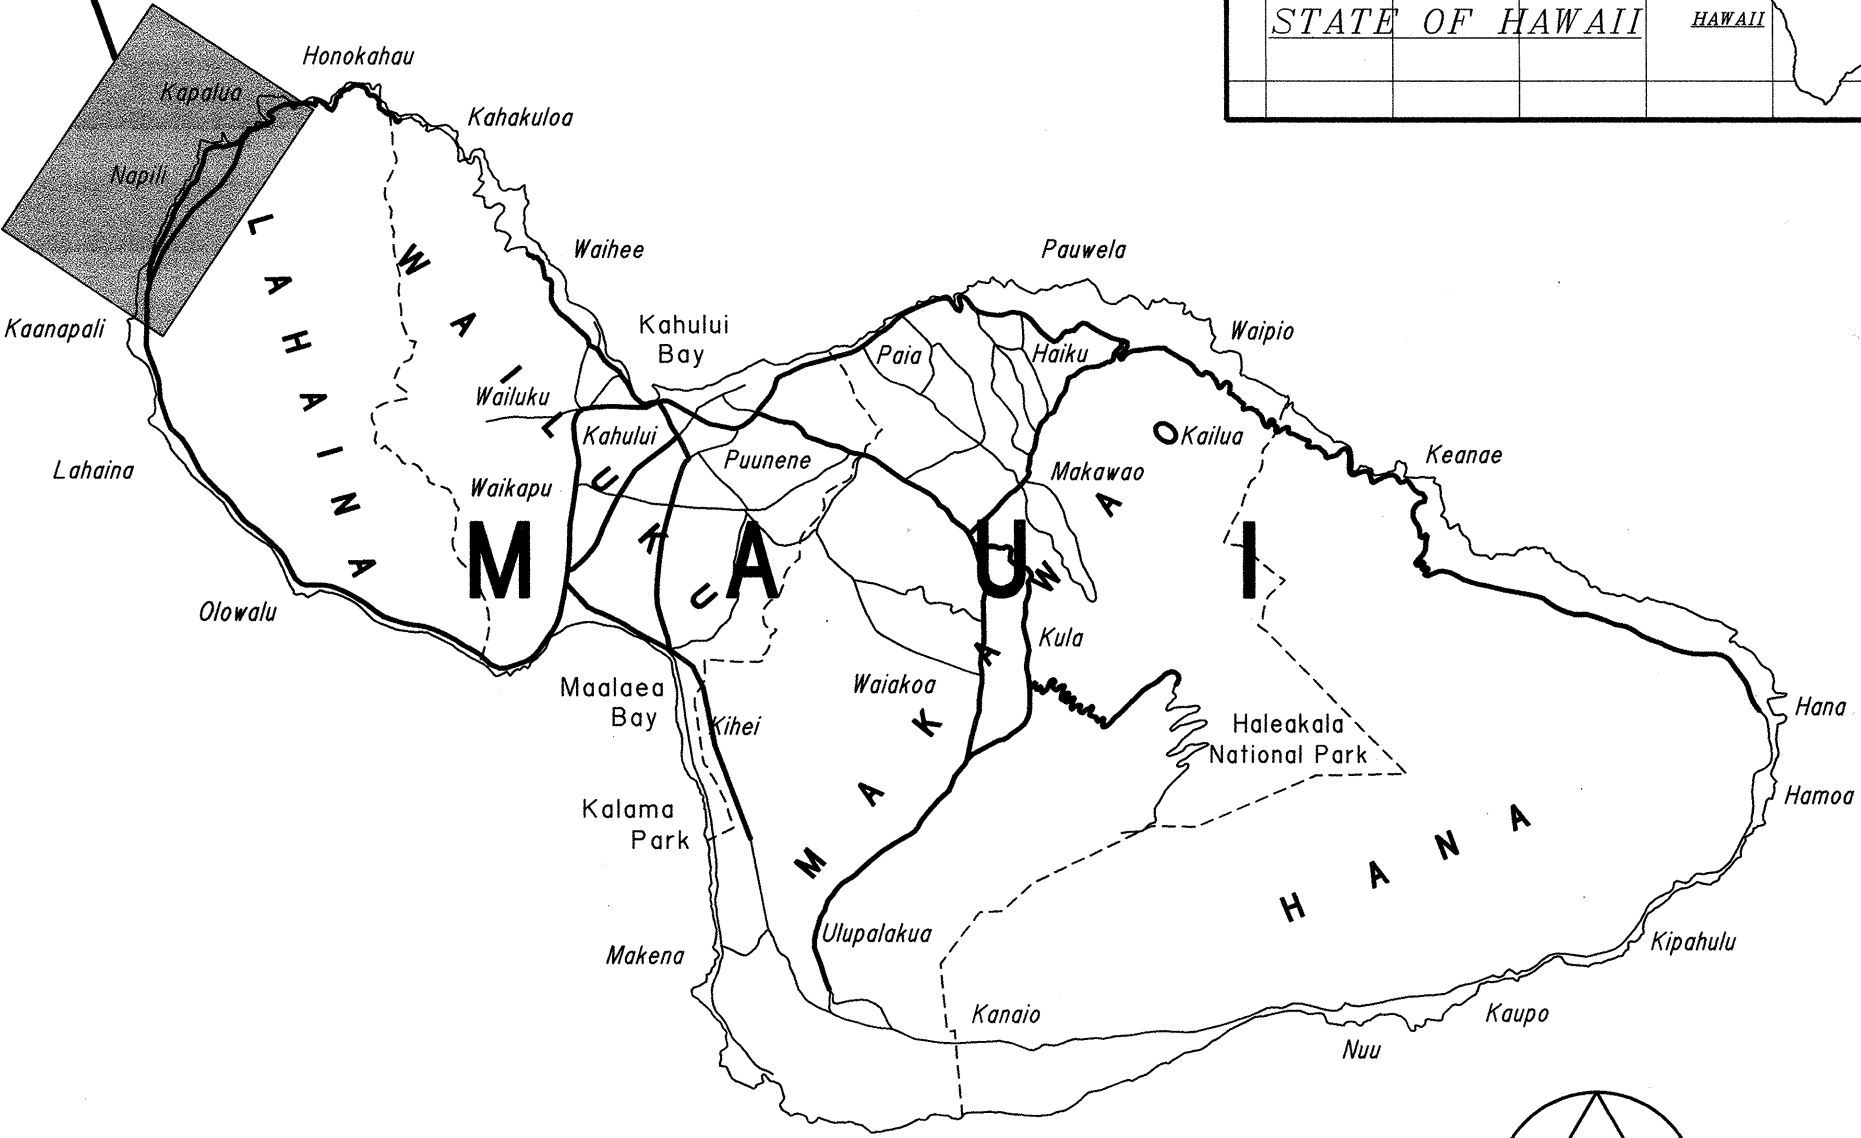 STATE OF HAWAII
HAWAII
Honokahau
Kapalua
Kahakuloa
Napili
Waihee
Pauwela
Kaanapali
Kahului
Bay
Waipio
Paia
Haiku
Wailuku
Kahului
Kailua
Lahaina
Waikapu
Puunene
Makawao
Keanae
LAHAINA
WAILUKU
MAKAWAO
HANA
MAUI
Olowalu
Kula
Maalaea
Bay
Kihei
Waiakoa
Haleakala
National Park
Hana
Hamoa
Kalama
Park
Makena
Ulupalakua
Kipahulu
Kanaio
Kaupo
Nuu